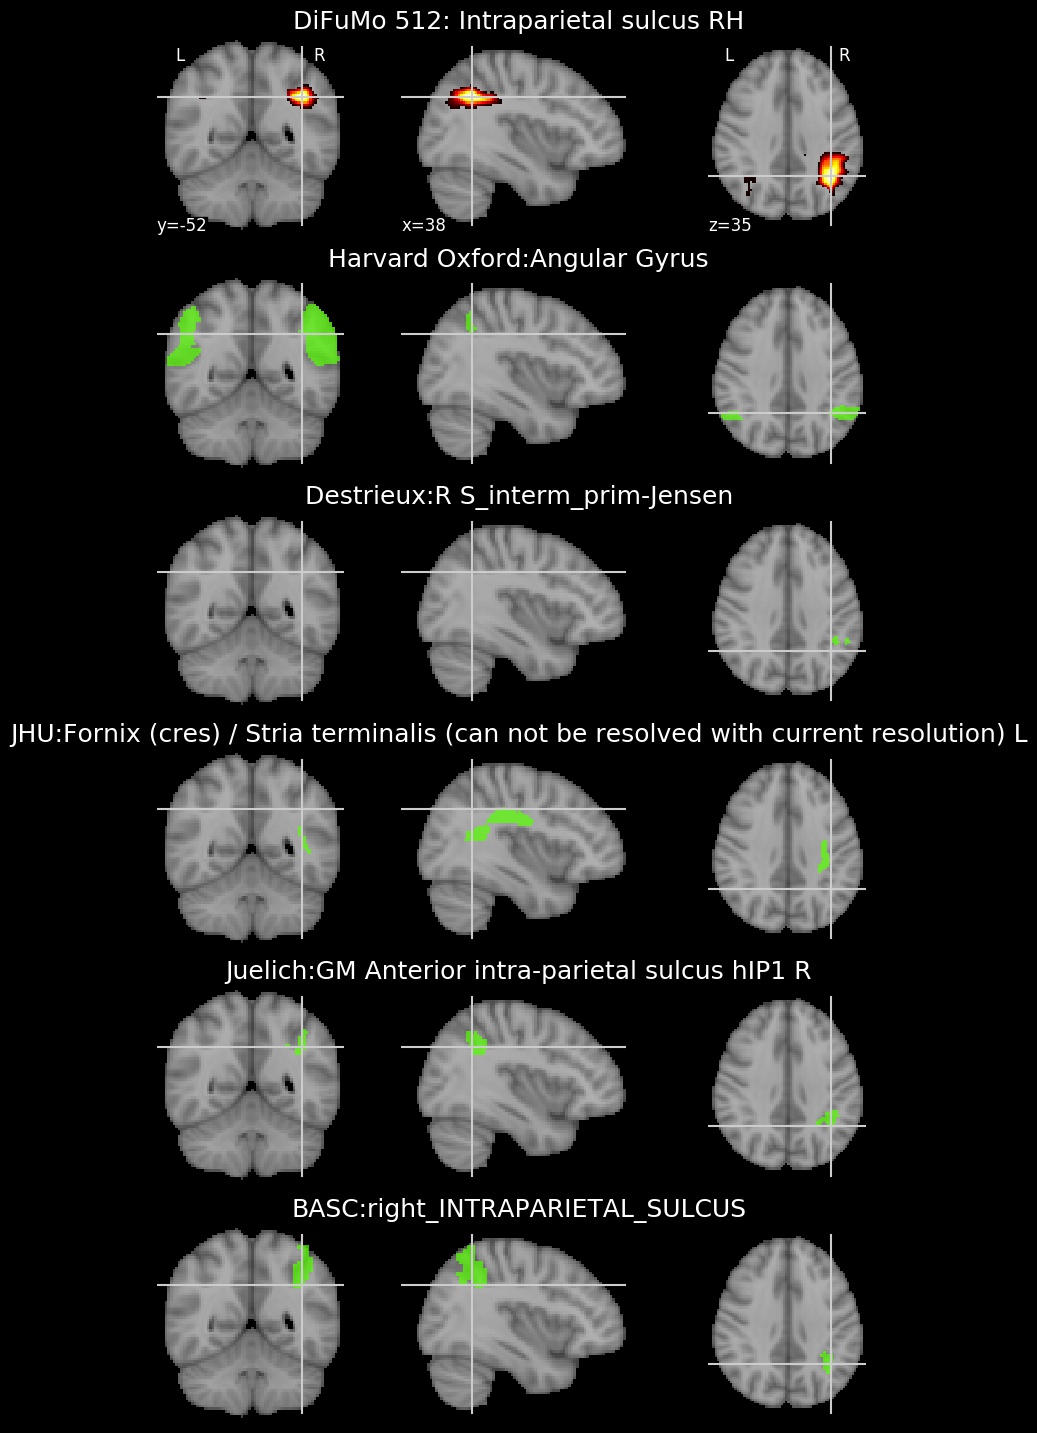 DiFuMo 512: Intraparietal sulcus RH
L R L R
y=-52 x=38 z=35
Harvard Oxford:Angular Gyrus
Destrieux:R S_interm_prim-Jensen
JHU:Fornix (cres) / Stria terminalis (can not be resolved with current resolution) L
Juelich:GM Anterior intra-parietal sulcus hIP1 R
BASC:right_INTRAPARIETAL_SULCUS